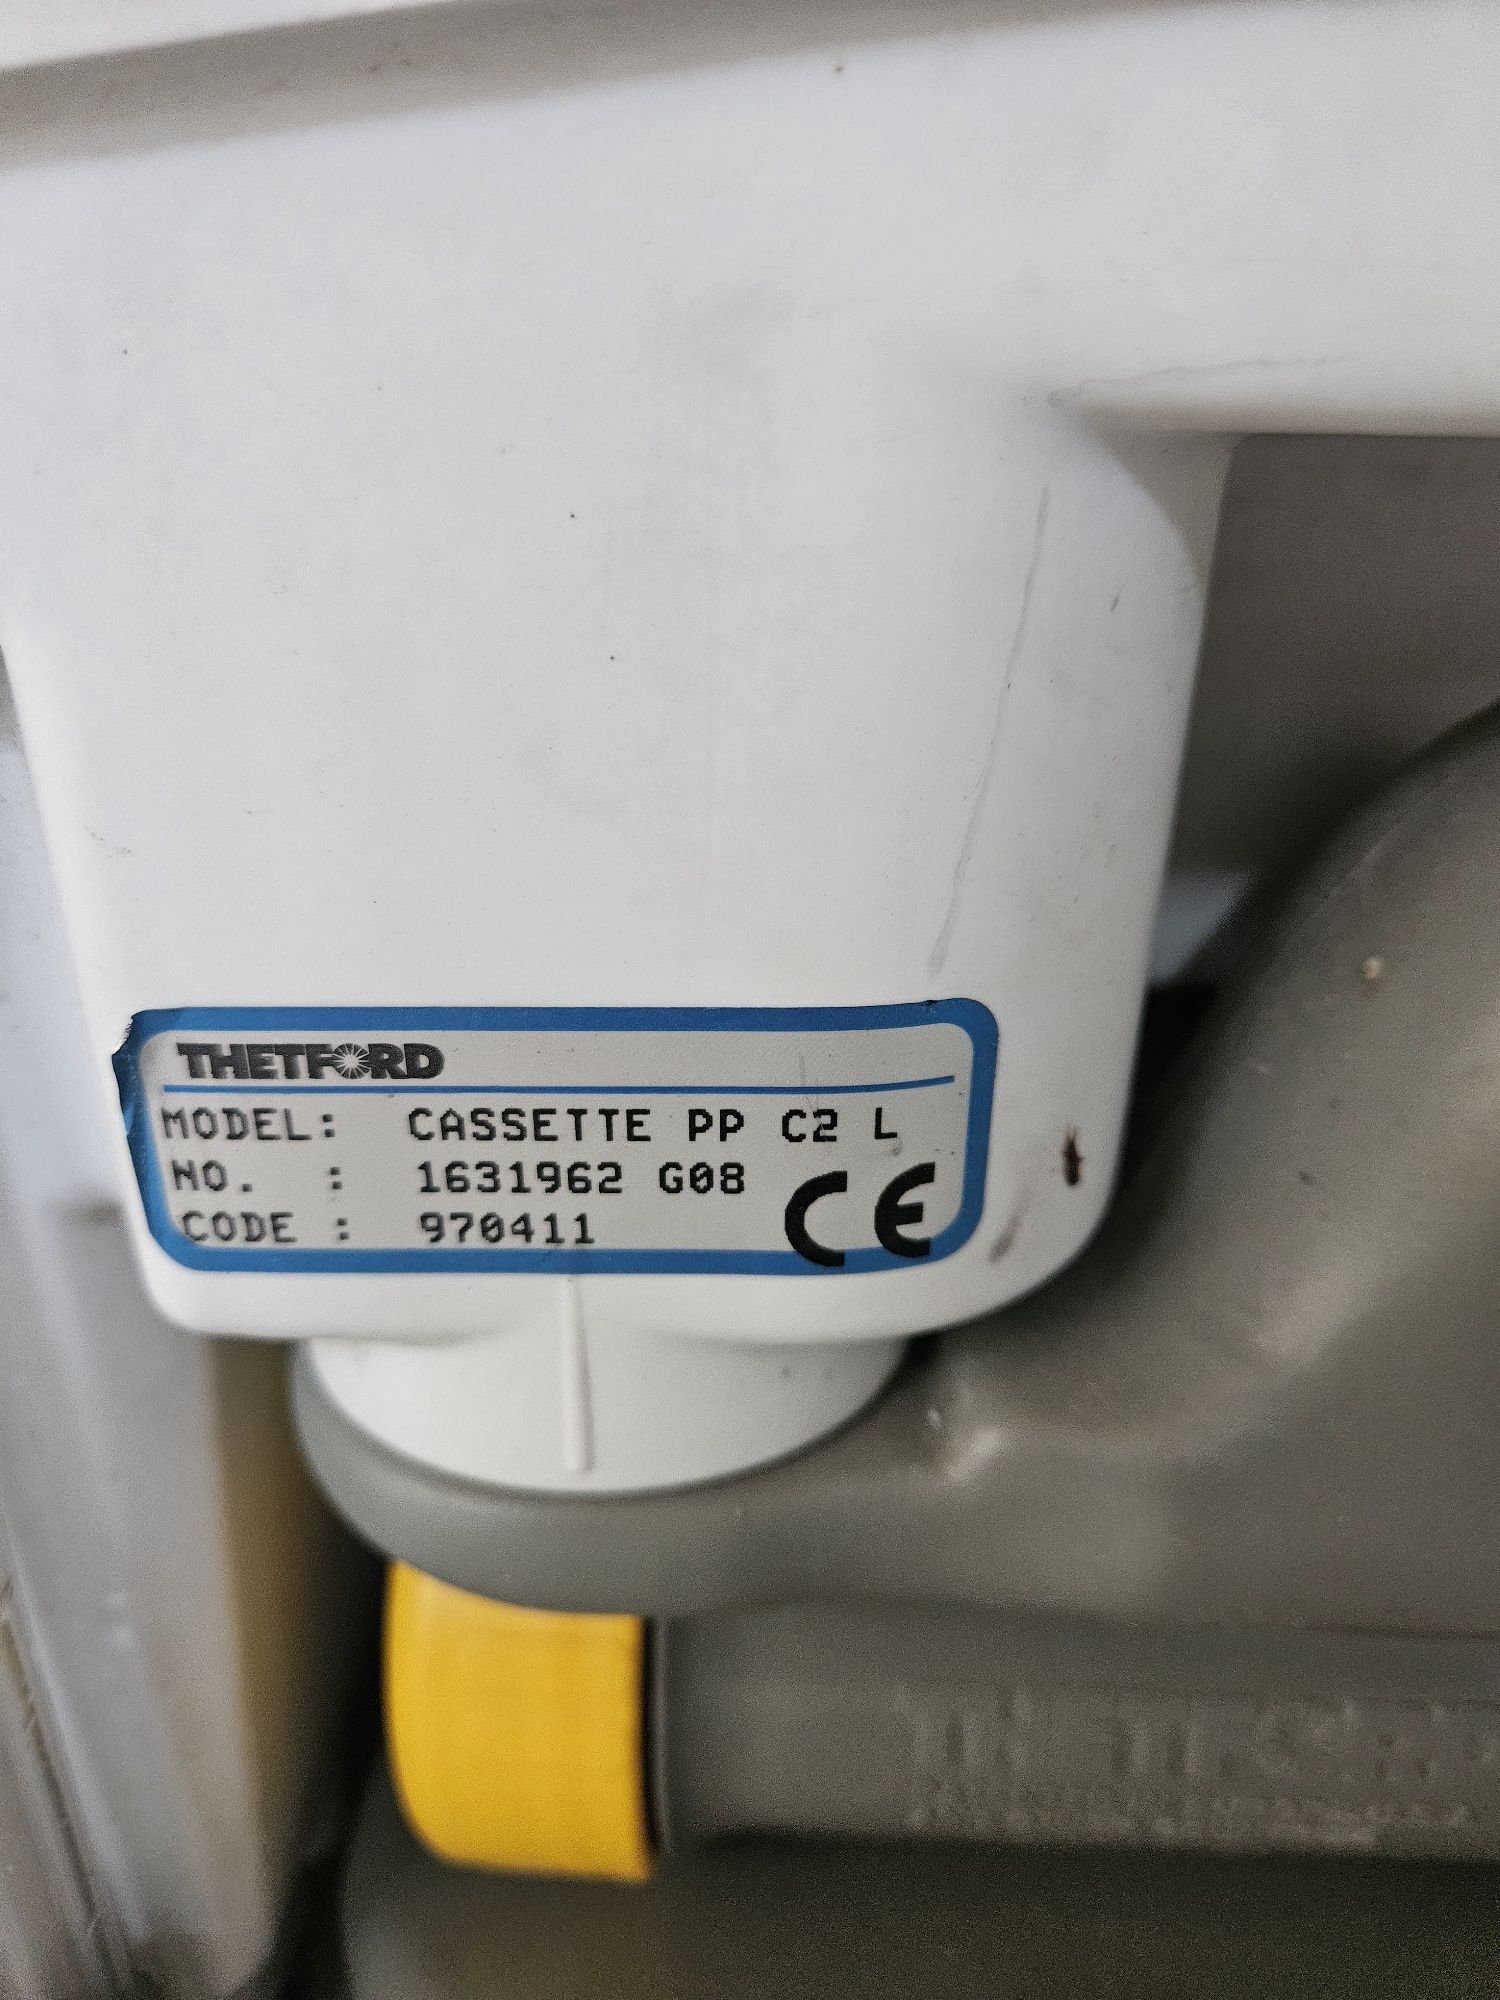 THETFORD
MODEL: CASSETTE PP C2 L
NO. : 1631962 G08
CODE : 970411
CE